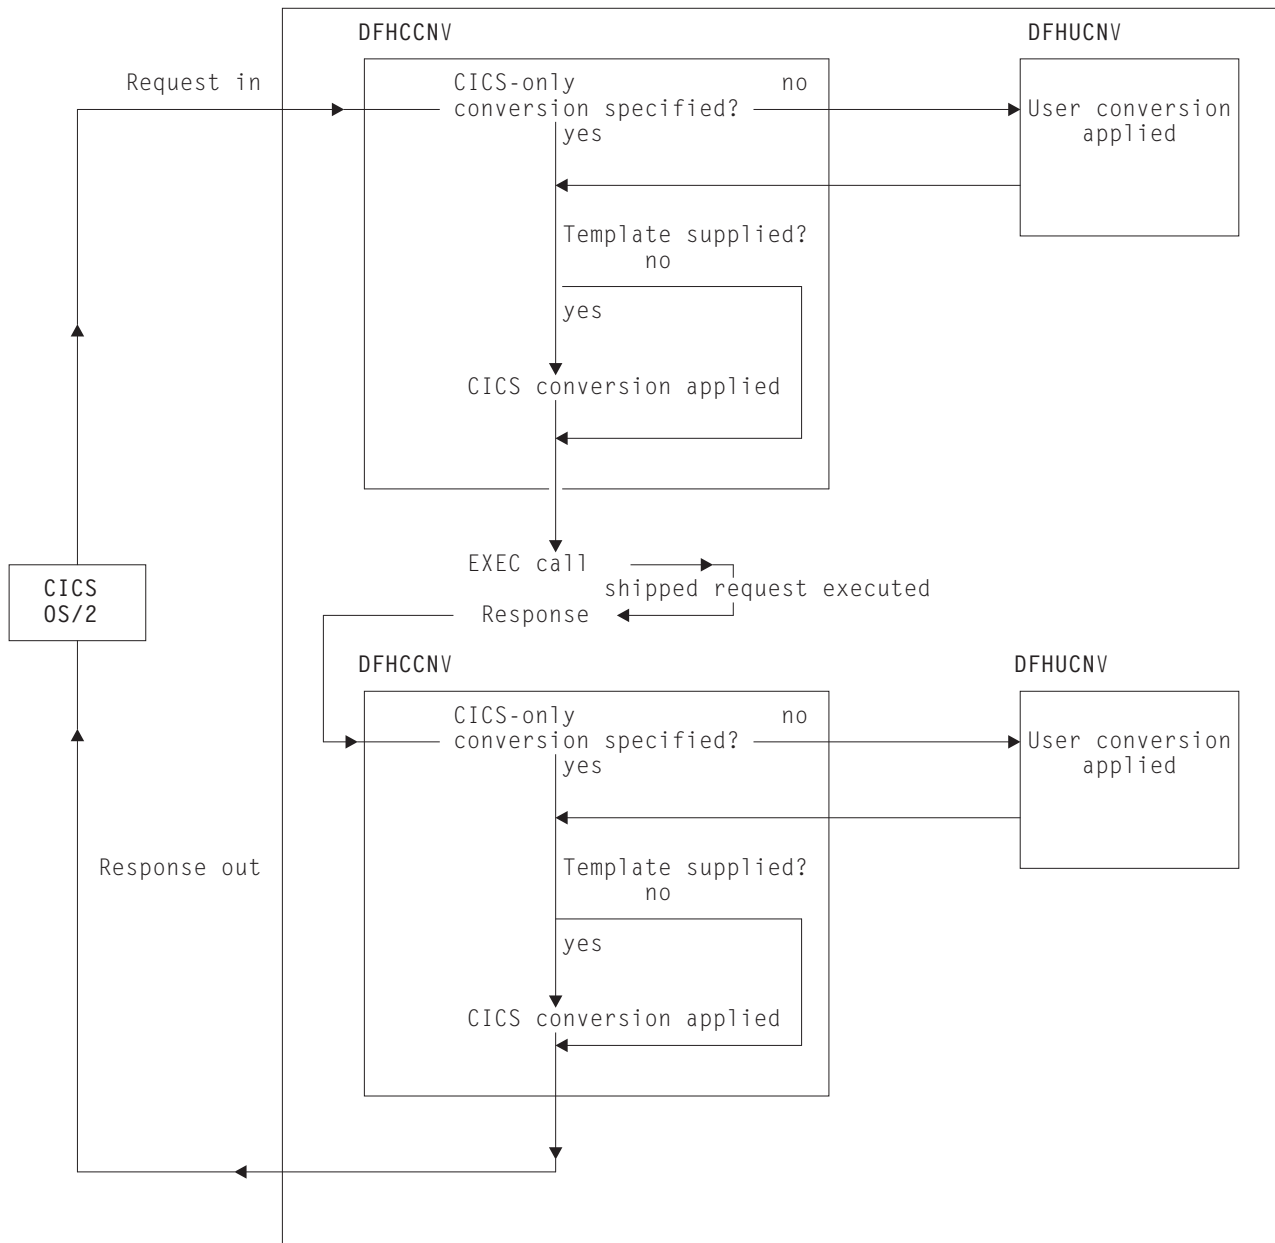 DFHCCNV
DFHUCNV
Request in
CICS-only no
conversion specified?
yes
User conversion
applied
Template supplied?
no
yes
CICS conversion applied
EXEC call
shipped request executed
Response
CICS
OS/2
DFHCCNV
DFHUCNV
CICS-only no
conversion specified?
yes
User conversion
applied
Response out
Template supplied?
no
yes
CICS conversion applied